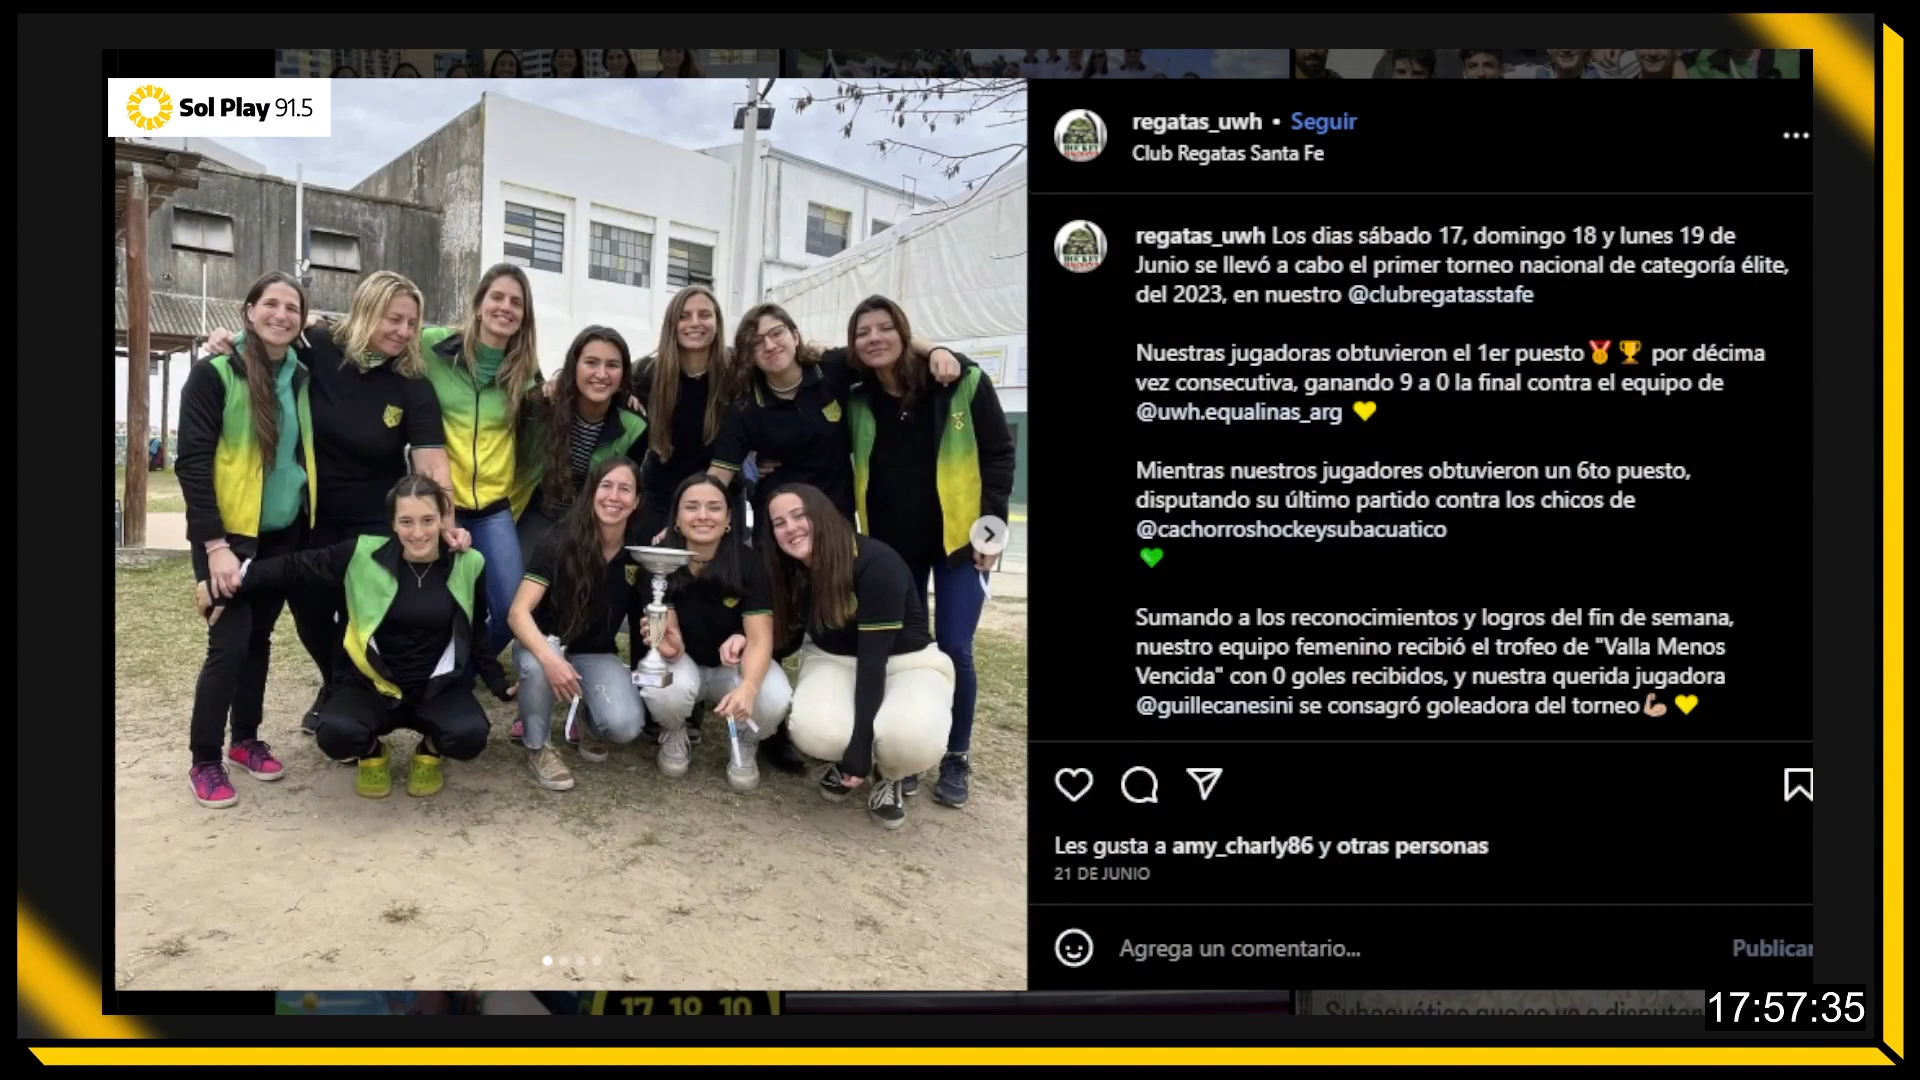 Sol Play 91.5
regatas_uwh • Seguir
Club Regatas Santa Fe
regatas_uwh Los dias sábado 17, domingo 18 y lunes 19 de
Junio se llevó a cabo el primer torneo nacional de categoría élite,
del 2023, en nuestro @clubregatasstafe
Nuestras jugadoras obtuvieron el 1er puesto🏅🏆 por décima
vez consecutiva, ganando 9 a 0 la final contra el equipo de
@uwh.equalinas_arg 💛
Mientras nuestros jugadores obtuvieron un 6to puesto,
disputando su último partido contra los chicos de
@cachorroshockeysubacuatico
💚
Sumando a los reconocimientos y logros del fin de semana,
nuestro equipo femenino recibió el trofeo de "Valla Menos
Vencida" con 0 goles recibidos, y nuestra querida jugadora
@guillecanesini se consagró goleadora del torneo💪🏼 💛
Les gusta a amy_charly86 y otras personas
21 DE JUNIO
Agrega un comentario...
Publicar
17 18 19
17:57:35